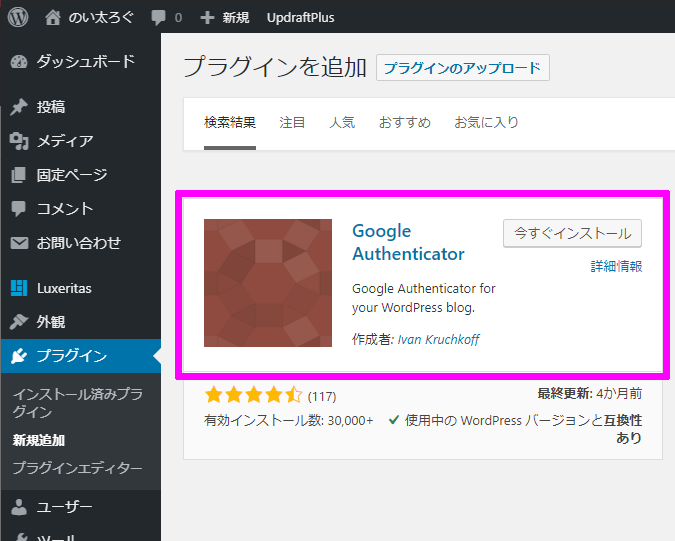 のい太ろぐ 0 新規 UpdraftPlus
ダッシュボード
投稿
メディア
固定ページ
コメント
お問い合わせ
Luxeritas
外観
プラグイン
インストール済みプラ
グイン
新規追加
プラグインエディター
ユーザー
ツール
プラグインを追加 プラグインのアップロード
検索結果 注目 人気 おすすめ お気に入り
Google
Authenticator
今すぐインストール
詳細情報
Google Authenticator for
your WordPress blog.
作成者: Ivan Kruchkoff
(117)
最終更新: 4か月前
有効インストール数: 30,000+
使用中の WordPress バージョンと互換性
あり